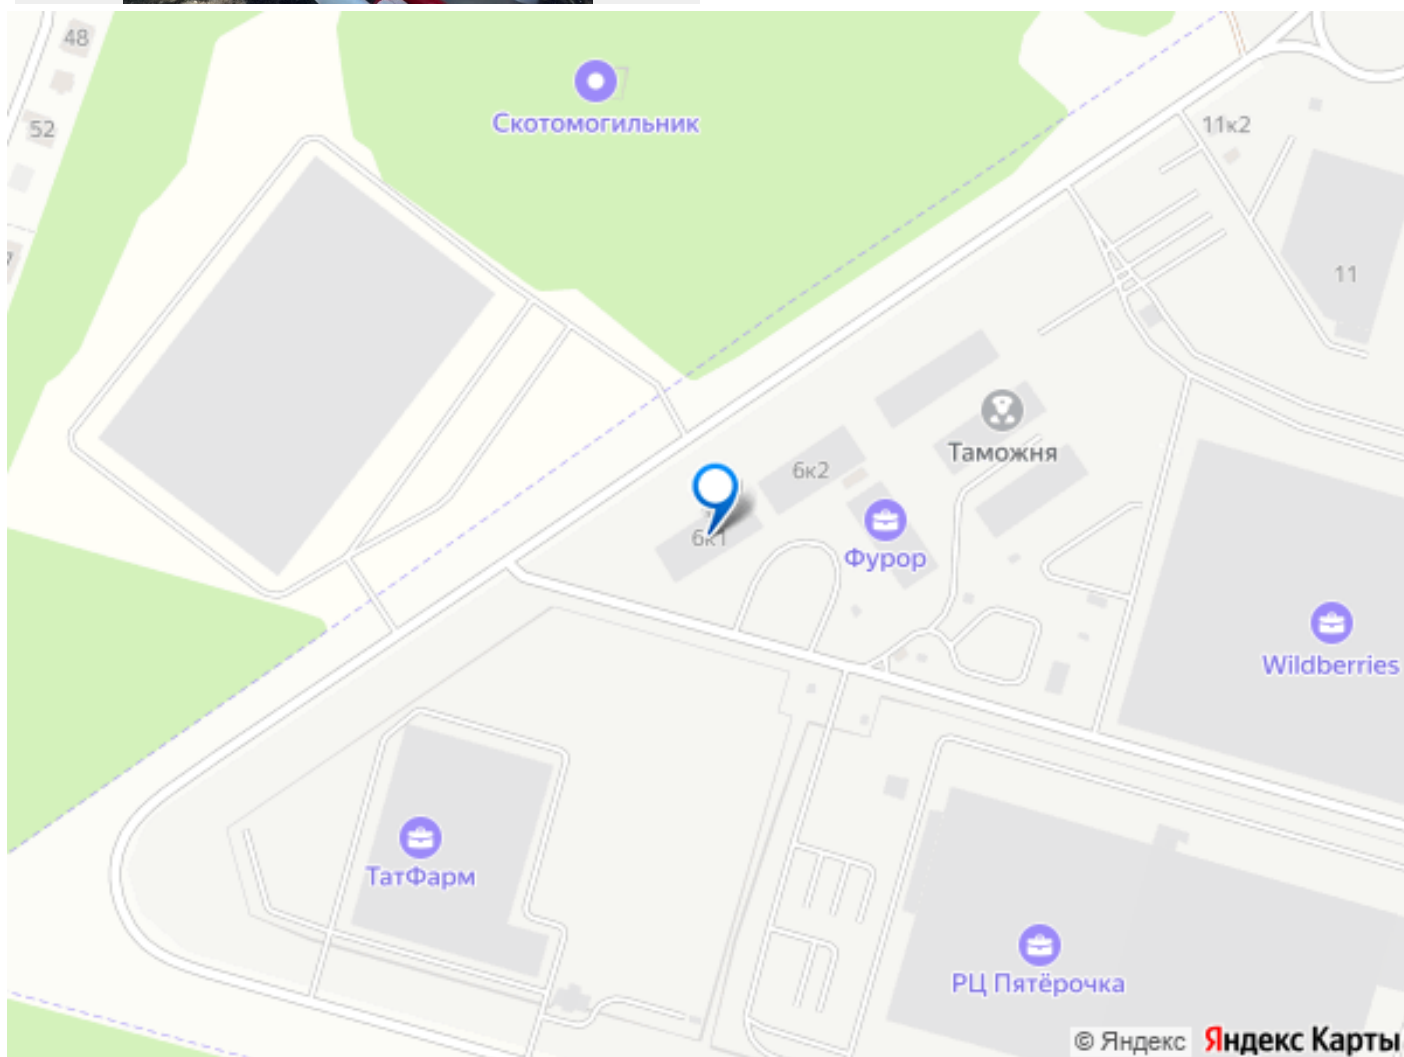 48
Скотомогильник
52
11к2
11
Таможня
6к2
6к1
Фурор
Wildberries
ТатФарм
РЦ Пятёрочка
© Яндекс Яндекс Карты